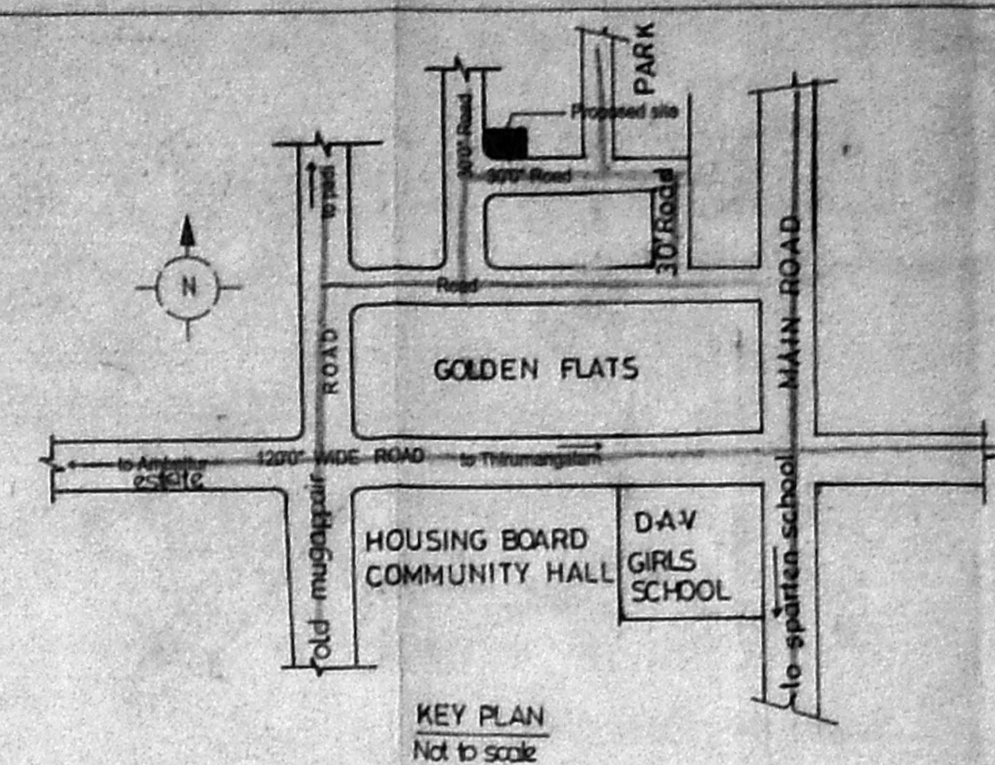 PARK
Proposed site
30'0" Road
30'0" Road
30' Road
to padi
N
Road
MAIN ROAD
ROAD
GOLDEN FLATS
to Ambattur
estate
120'0" WIDE ROAD
to Thirumangalam
old mugappair
HOUSING BOARD
COMMUNITY HALL
D.A.V
GIRLS
SCHOOL
to sparten school
KEY PLAN
Not to scale